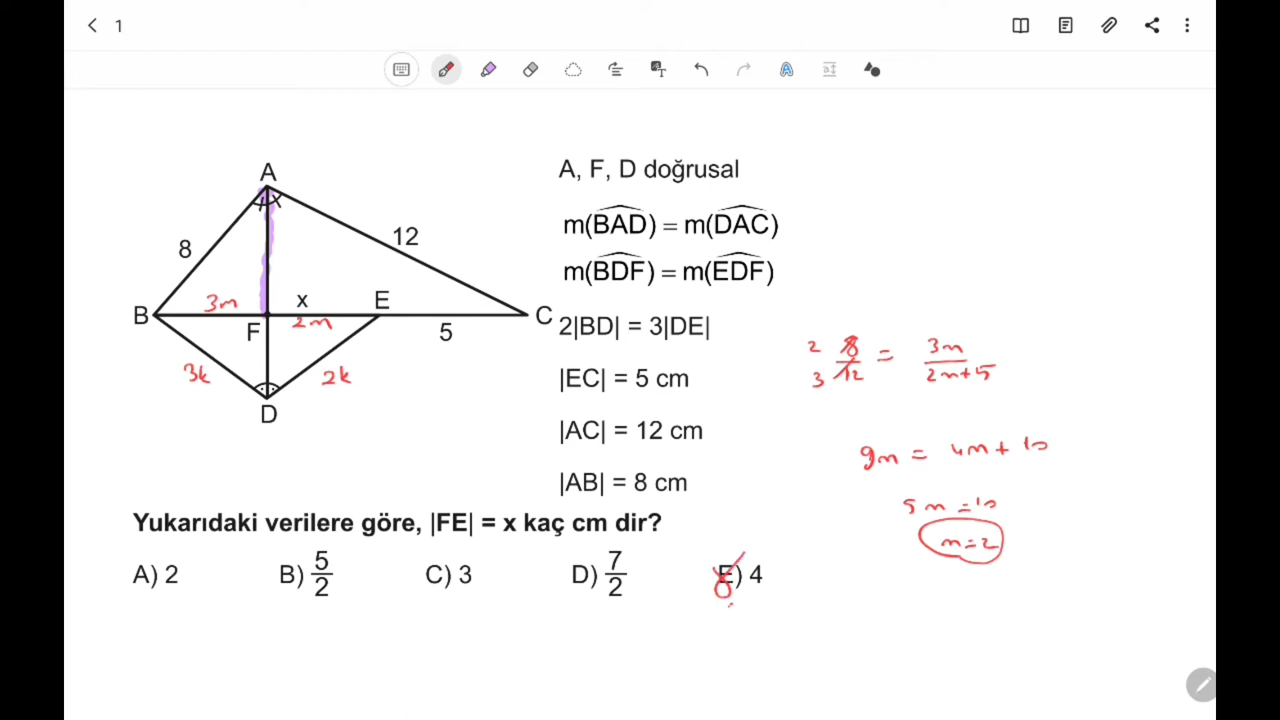 1
A, F, D doğrusal
m(BAD) = m(DAC)
m(BDF) = m(EDF)
2|BD| = 3|DE|
|EC| = 5 cm
|AC| = 12 cm
|AB| = 8 cm
A
8
12
3m
x
E
B
F
2m
5
C
3k
2k
D
2 8 = 3m
3 12 2m+5
9m = 4m + 10
5m = 10
m = 2
Yukarıdaki verilere göre, |FE| = x kaç cm dir?
A) 2 B) 5/2 C) 3 D) 7/2 E) 4